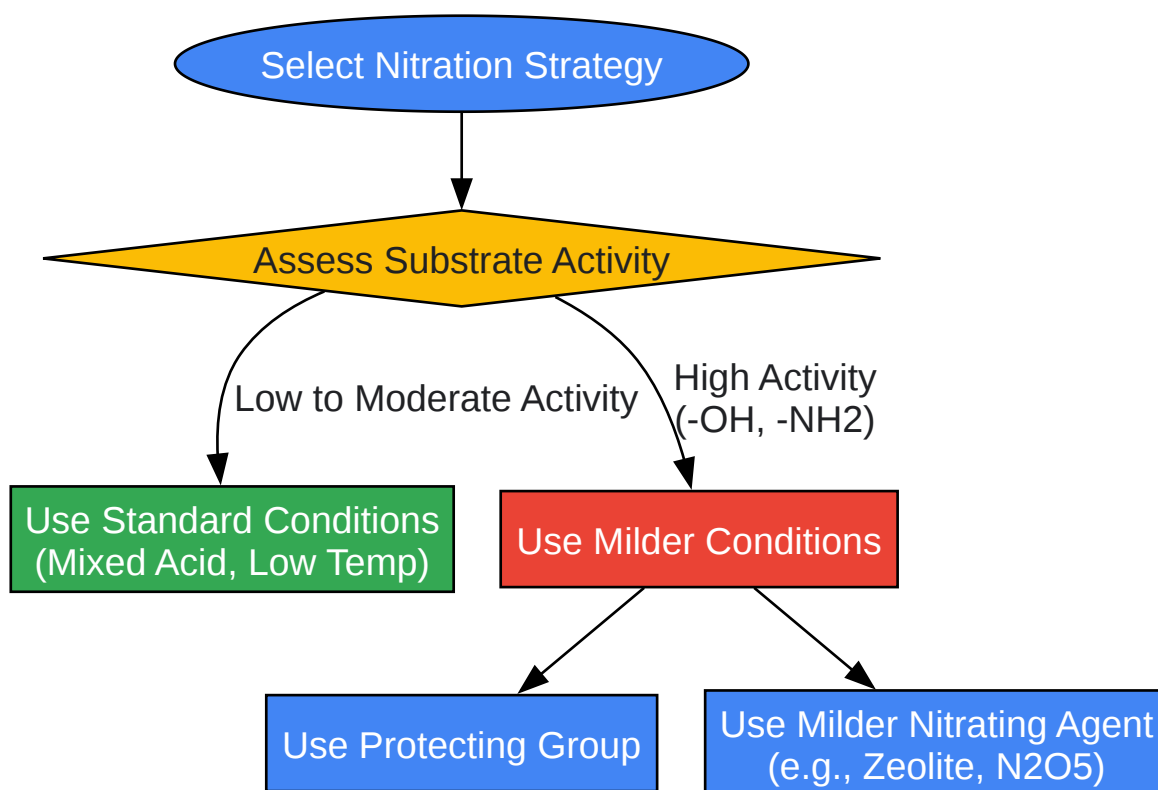 Select Nitration Strategy
Assess Substrate Activity
Low to Moderate Activity
High Activity
(-OH, -NH2)
Use Standard Conditions
(Mixed Acid, Low Temp)
Use Milder Conditions
Use Protecting Group
Use Milder Nitrating Agent
(e.g., Zeolite, N2O5)